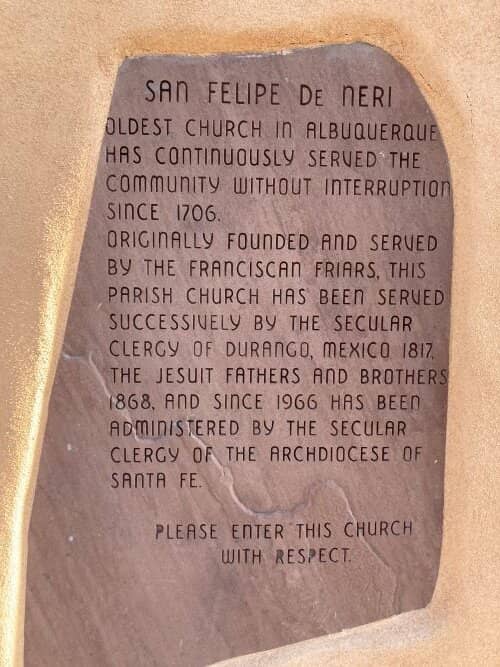 SAN FELIPE DE NERI
OLDEST CHURCH IN ALBUQUERQUE
HAS CONTINUOUSLY SERVED THE
COMMUNITY WITHOUT INTERRUPTION
SINCE 1706.
ORIGINALLY FOUNDED AND SERVED
BY THE FRANCISCAN FRIARS, THIS
PARISH CHURCH HAS BEEN SERVED
SUCCESSIVELY BY THE SECULAR
CLERGY OF DURANGO, MEXICO 1817,
THE JESUIT FATHERS AND BROTHERS
1868, AND SINCE 1966 HAS BEEN
ADMINISTERED BY THE SECULAR
CLERGY OF THE ARCHDIOCESE OF
SANTA FE.
PLEASE ENTER THIS CHURCH
WITH RESPECT.